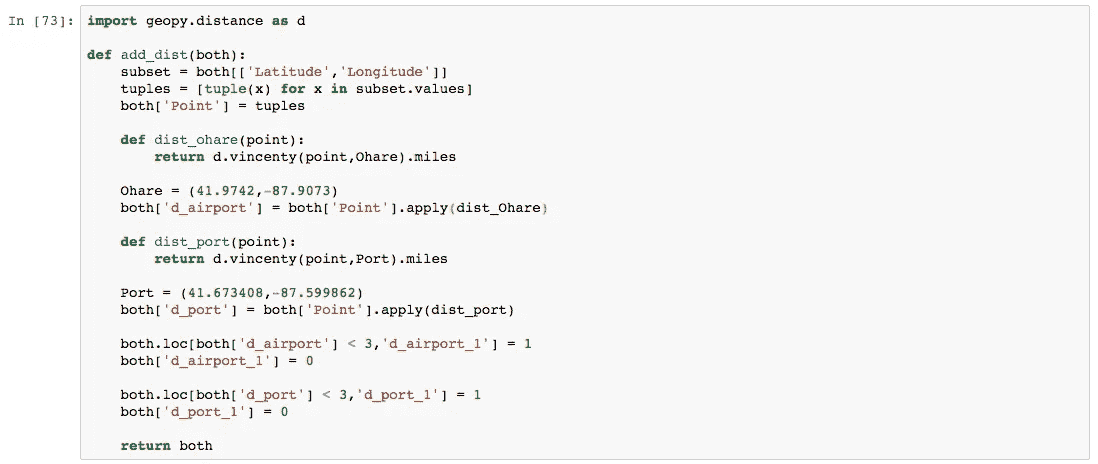 In [73]: import geopy.distance as d
def add_dist(both):
    subset = both[['Latitude','Longitude']]
    tuples = [tuple(x) for x in subset.values]
    both['Point'] = tuples
    def dist_ohare(point):
        return d.vincenty(point,Ohare).miles
    Ohare = (41.9742,-87.9073)
    both['d_airport'] = both['Point'].apply(dist_Ohare)
    def dist_port(point):
        return d.vincenty(point,Port).miles
    Port = (41.673408,-87.599862)
    both['d_port'] = both['Point'].apply(dist_port)
    both.loc[both['d_airport'] < 3,'d_airport_1'] = 1
    both['d_airport_1'] = 0
    both.loc[both['d_port'] < 3,'d_port_1'] = 1
    both['d_port_1'] = 0
    return both